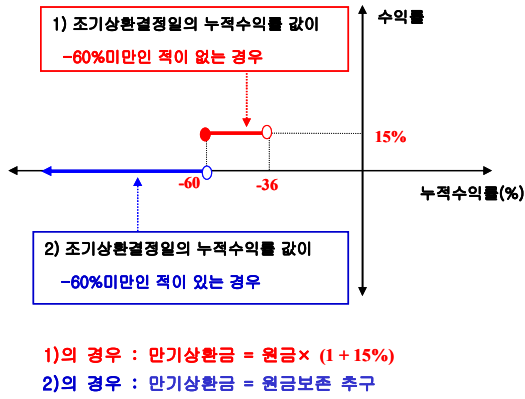 1) 조기상환결정일의 누적수익률 값이
-60%미만인 적이 없는 경우
수익률
15%
-60
-36
누적수익률(%)
2) 조기상환결정일의 누적수익률 값이
-60%미만인 적이 있는 경우
1)의 경우 : 만기상환금 = 원금× (1 + 15%)
2)의 경우 : 만기상환금 = 원금보존 추구